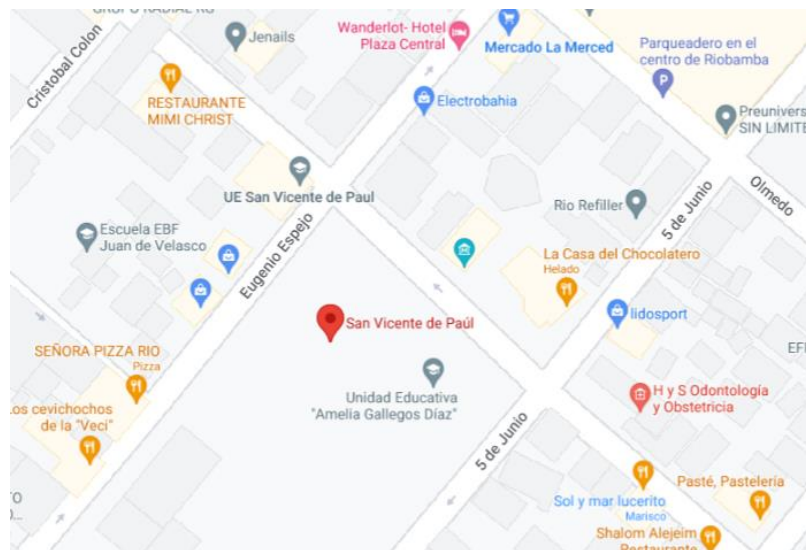 GRUPO RADIAL RG
Jenails
Wanderlot- Hotel
Plaza Central
Mercado La Merced
Parqueadero en el
centro de Riobamba
Cristobal Colon
RESTAURANTE
MIMI CHRIST
Electrobahia
Preunivers
SIN LIMITE
UE San Vicente de Paul
Olmedo
Escuela EBF
Juan de Velasco
Rio Refiller
5 de Junio
Eugenio Espejo
La Casa del Chocolatero
Helado
San Vicente de Paúl
lidosport
SEÑORA PIZZA RIO
Pizza
EFI
Unidad Educativa
"Amelia Gallegos Díaz"
H y S Odontología
y Obstetricia
Los cevichochos
de la "Veci"
5 de Junio
Pasté, Pastelería
TO
O...
Sol y mar lucerito
Marisco
Shalom Alejeim
Restaurante